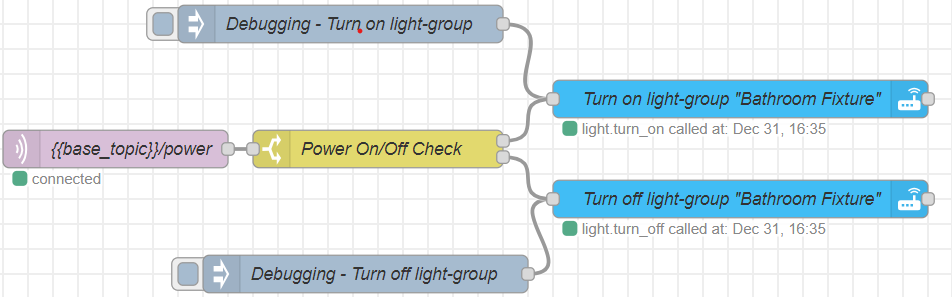 Debugging - Turn on light-group
Turn on light-group "Bathroom Fixture"
light.turn_on called at: Dec 31, 16:35
{{base_topic}}/power
Power On/Off Check
connected
Turn off light-group "Bathroom Fixture"
light.turn_off called at: Dec 31, 16:35
Debugging - Turn off light-group